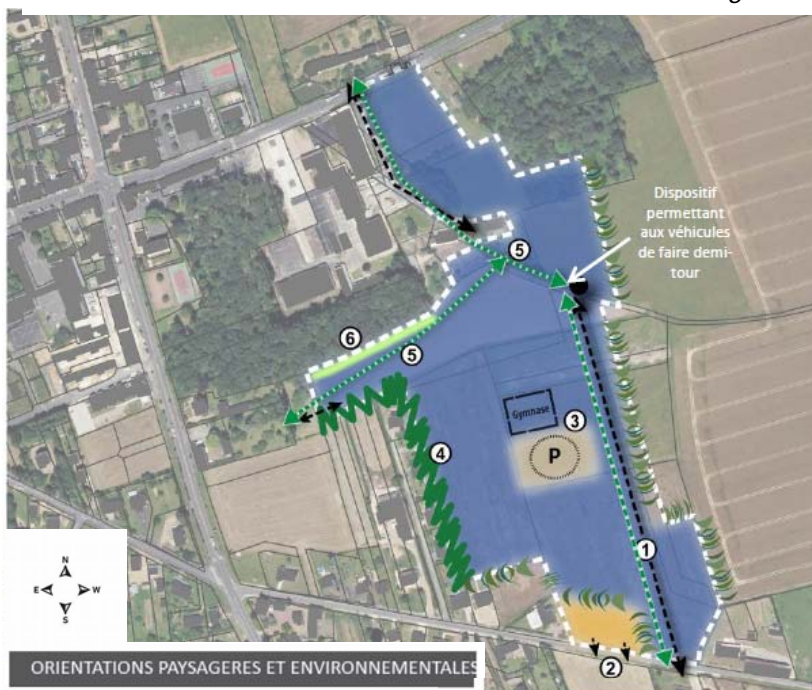 Dispositif
permettant
aux véhicules
de faire demi-
tour
5
6
5
Gymnase
3
P
4
1
2
N
E W
S
ORIENTATIONS PAYSAGERES ET ENVIRONNEMENTALES